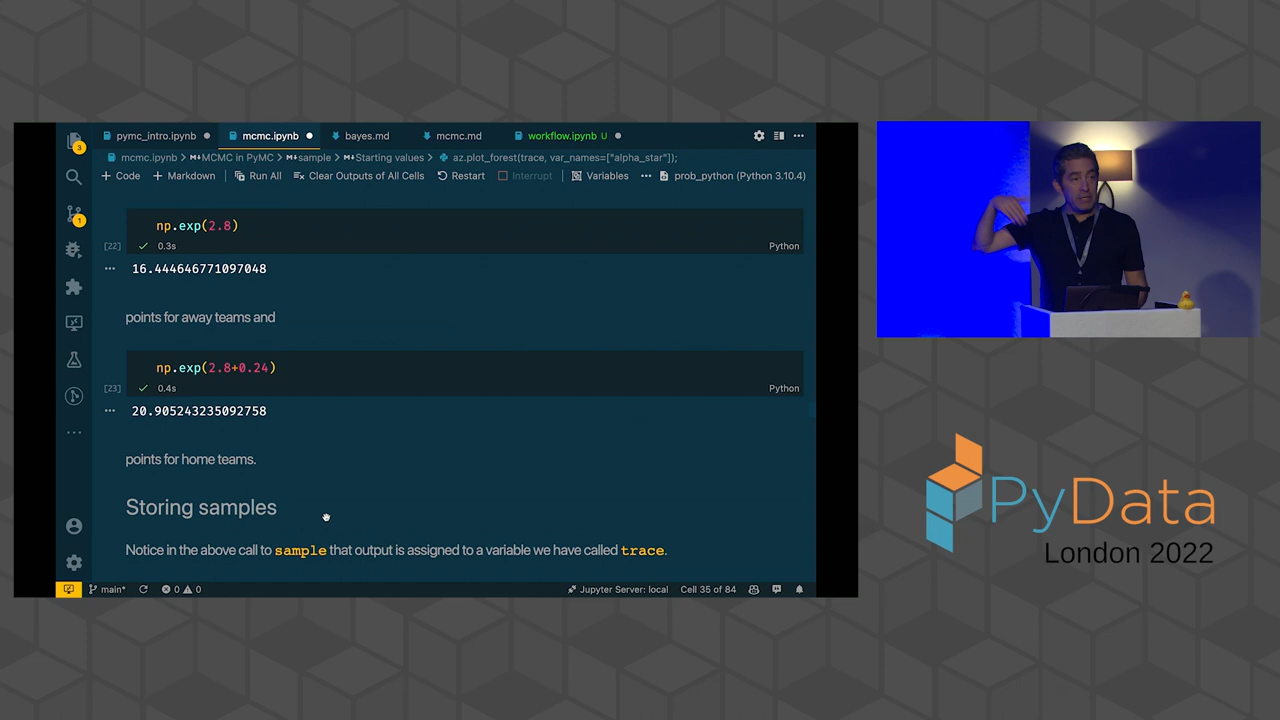 pymc_intro.ipynb
mcmc.ipynb
bayes.md
mcmc.md
workflow.ipynb U
mcmc.ipynb > MCMC in PyMC > sample > Starting values > az.plot_forest(trace, var_names=["alpha_star"]);
+ Code + Markdown Run All Clear Outputs of All Cells Restart Interrupt Variables ... prob_python (Python 3.10.4)
3
1
np.exp(2.8)
[22] 0.3s Python
16.444646771097048
points for away teams and
np.exp(2.8+0.24)
[23] 0.4s Python
20.905243235092758
points for home teams.
Storing samples
Notice in the above call to sample that output is assigned to a variable we have called trace.
main* 0 0 Jupyter Server: local Cell 35 of 84
PyData
London 2022